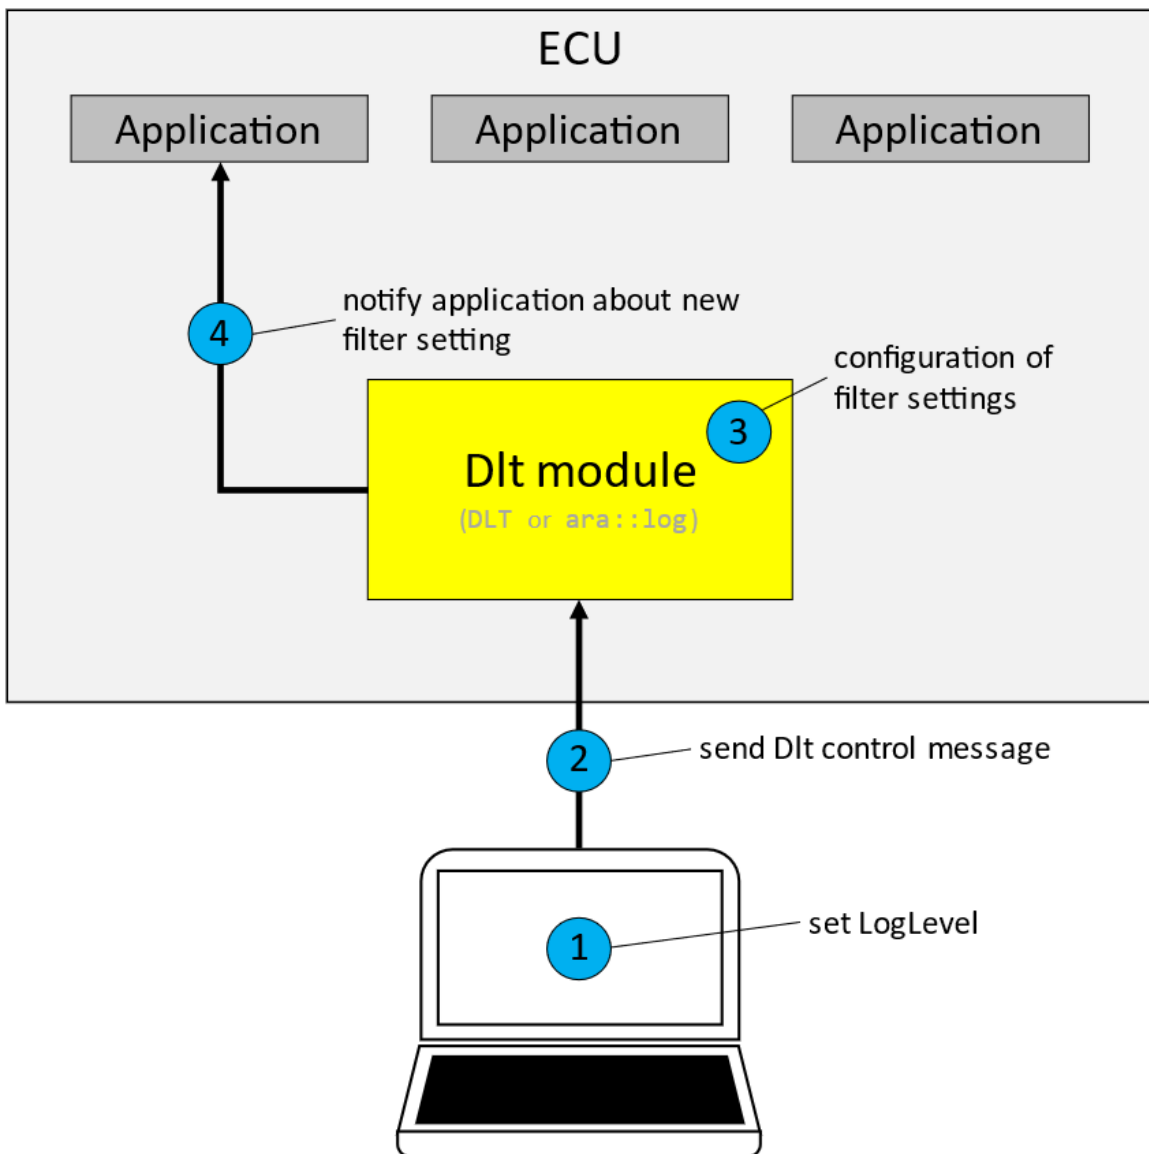 ECU
Application
Application
Application
4
notify application about new
filter setting
configuration of
filter settings
3
Dlt module
(DLT or ara::log)
2
send Dlt control message
1
set LogLevel